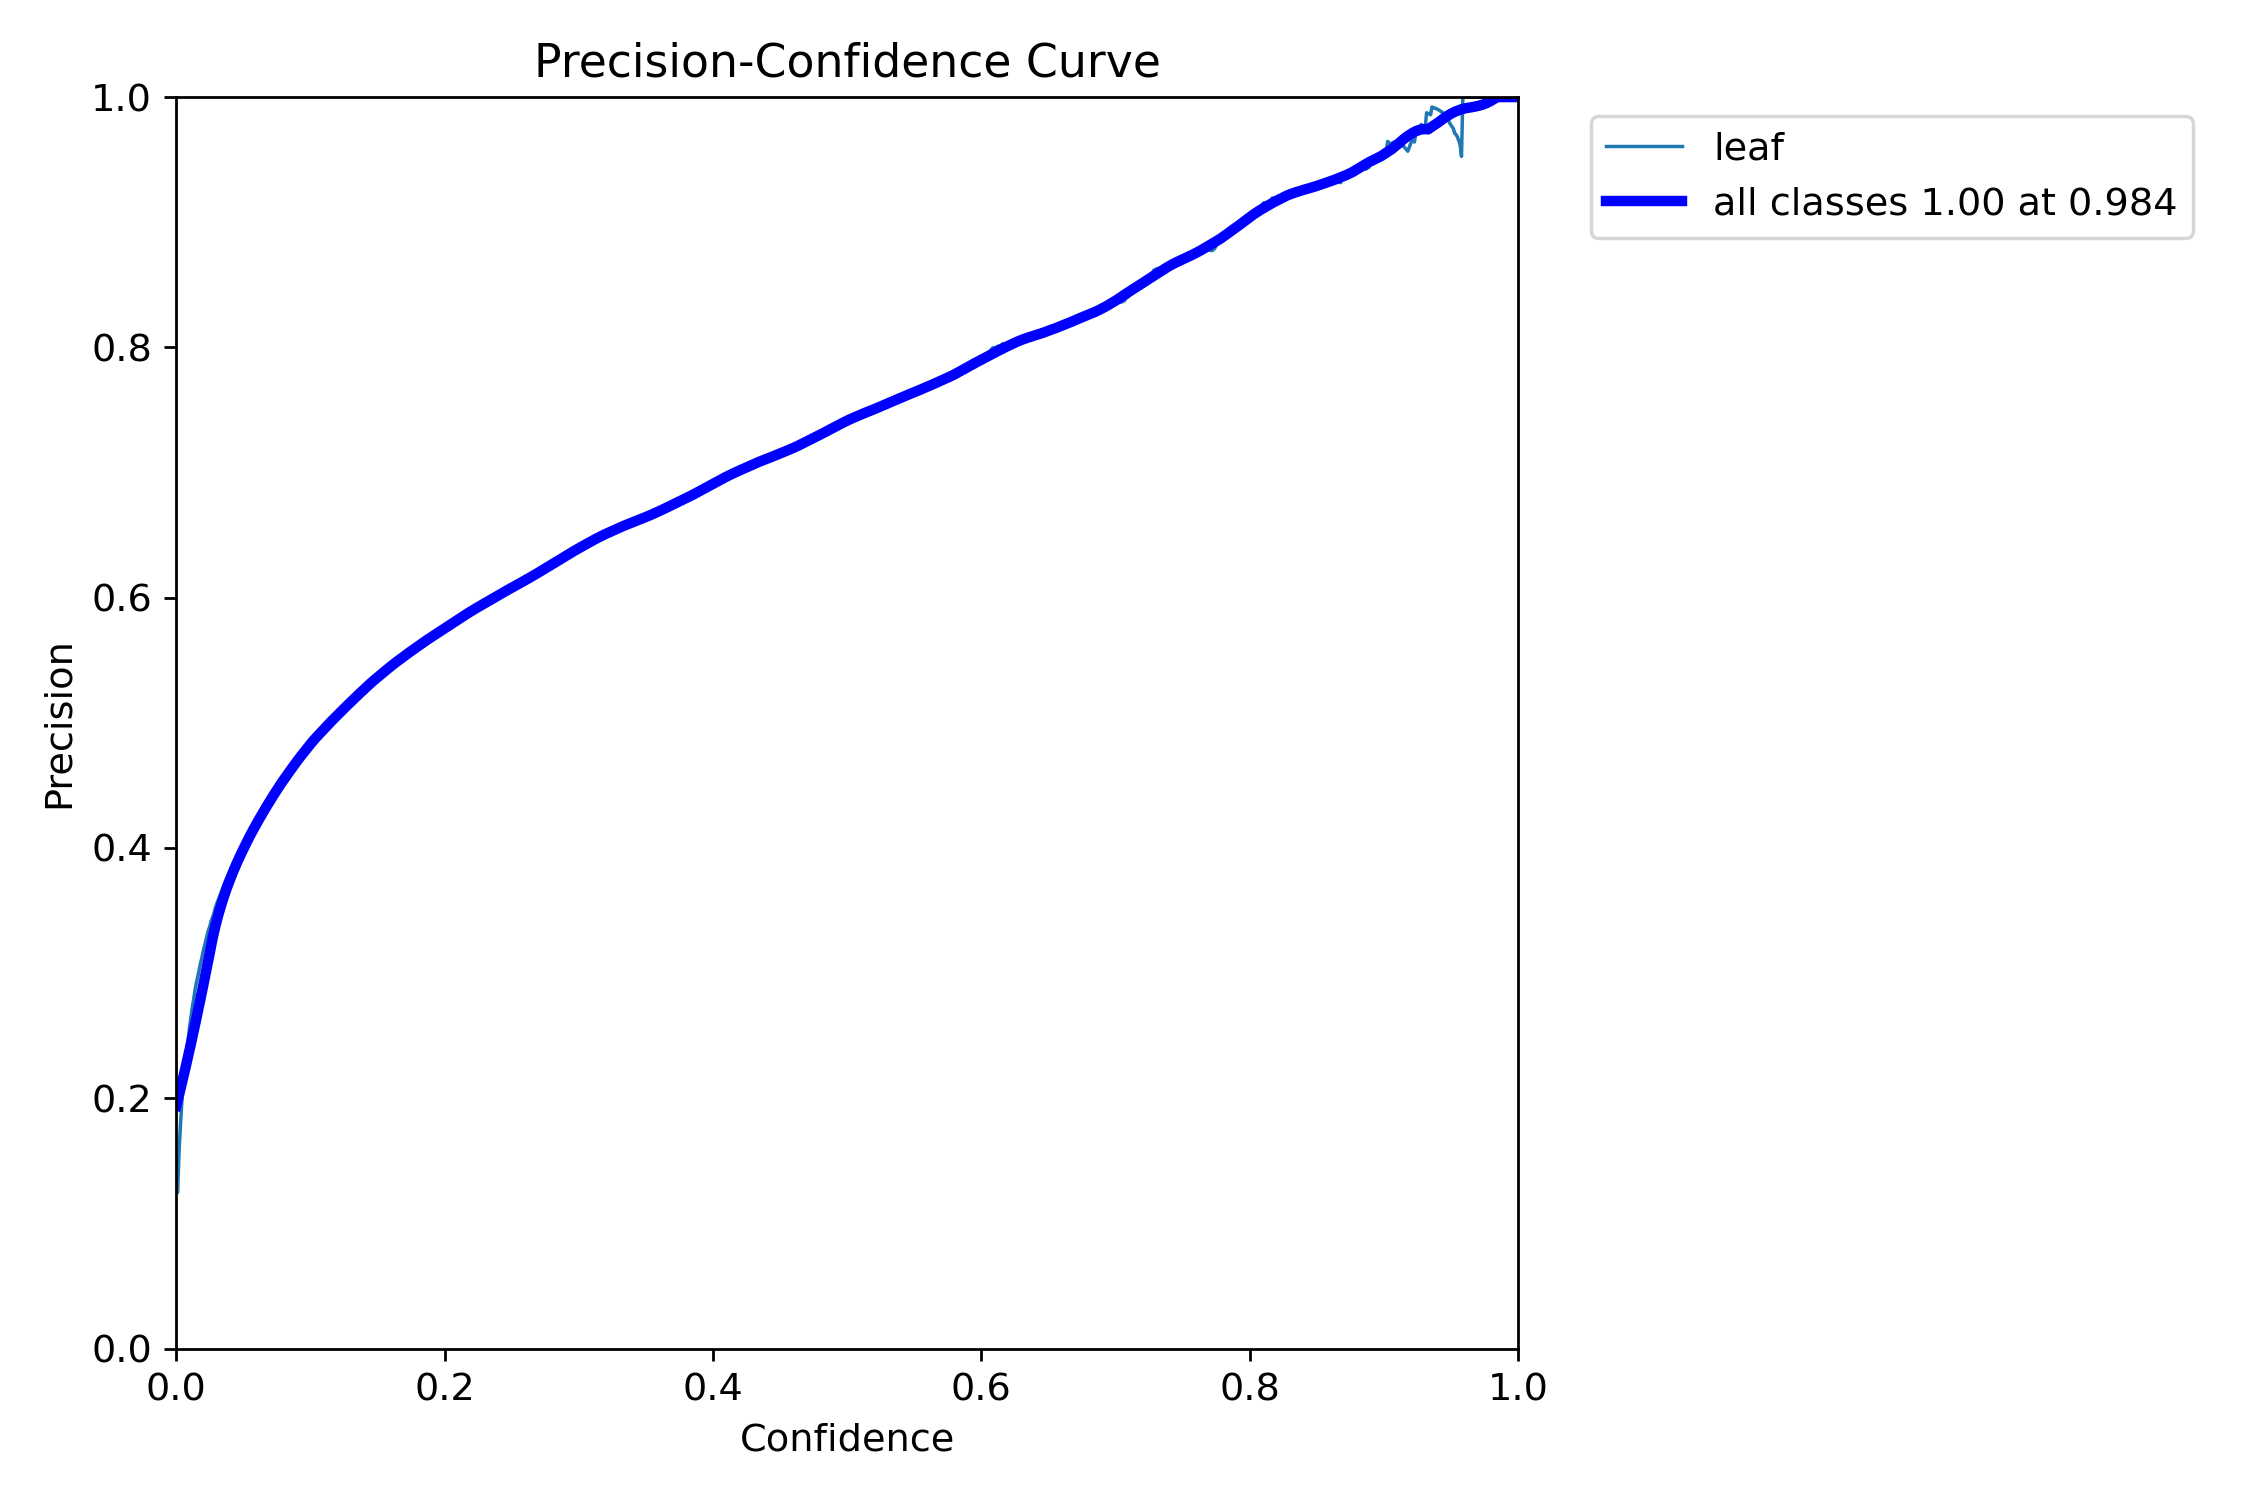 Precision-Confidence Curve
1.0
0.8
0.6
0.4
0.2
0.0
Precision
0.0 0.2 0.4 0.6 0.8 1.0
Confidence
leaf
all classes 1.00 at 0.984